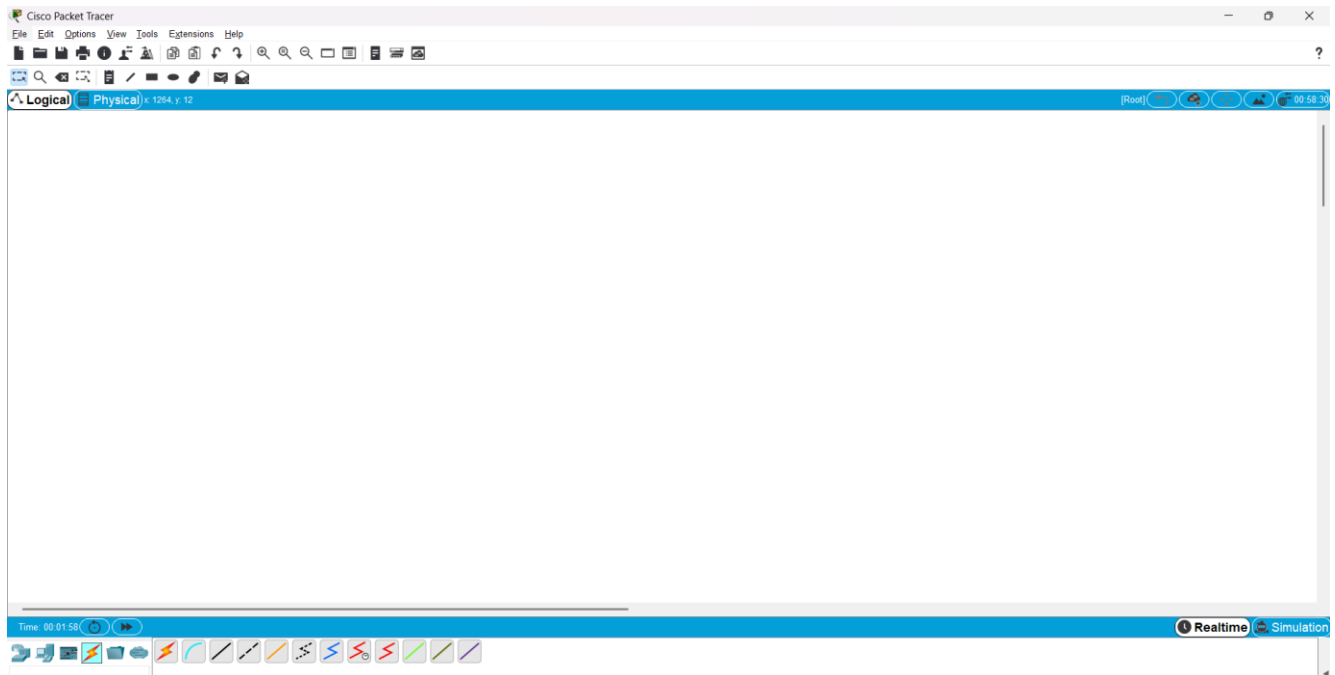 Cisco Packet Tracer
File Edit Options View Tools Extensions Help
?
Logical Physical x: 1264, y: 12 [Root] 00:58:30
Time: 00:01:58 Realtime Simulation